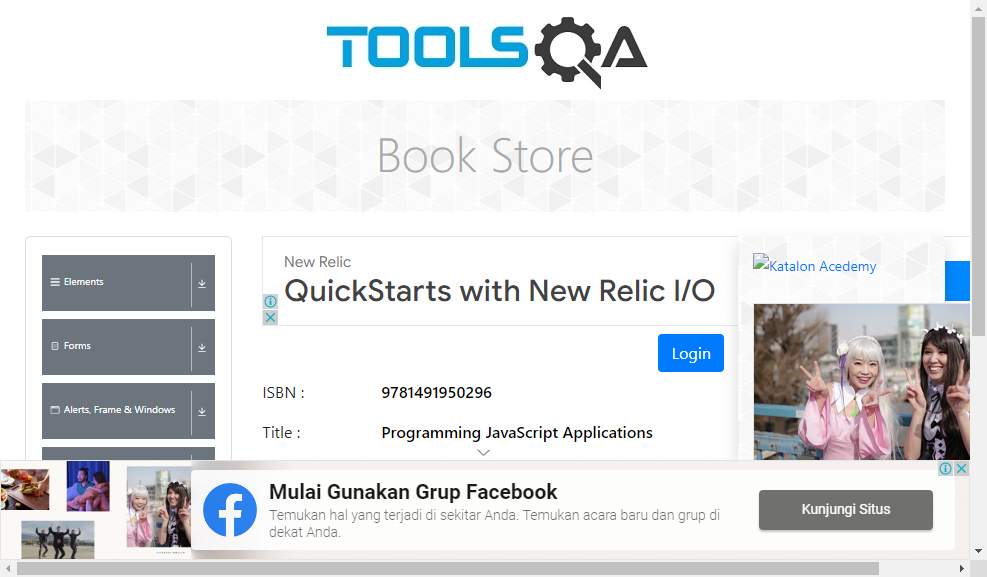 TOOLSQA
Book Store
Elements
Forms
Alerts, Frame & Windows
New Relic
QuickStarts with New Relic I/O
Login
ISBN :
9781491950296
Title :
Programming JavaScript Applications
Katalon Acedemy
Mulai Gunakan Grup Facebook
Temukan hal yang terjadi di sekitar Anda. Temukan acara baru dan grup di
dekat Anda.
Kunjungi Situs